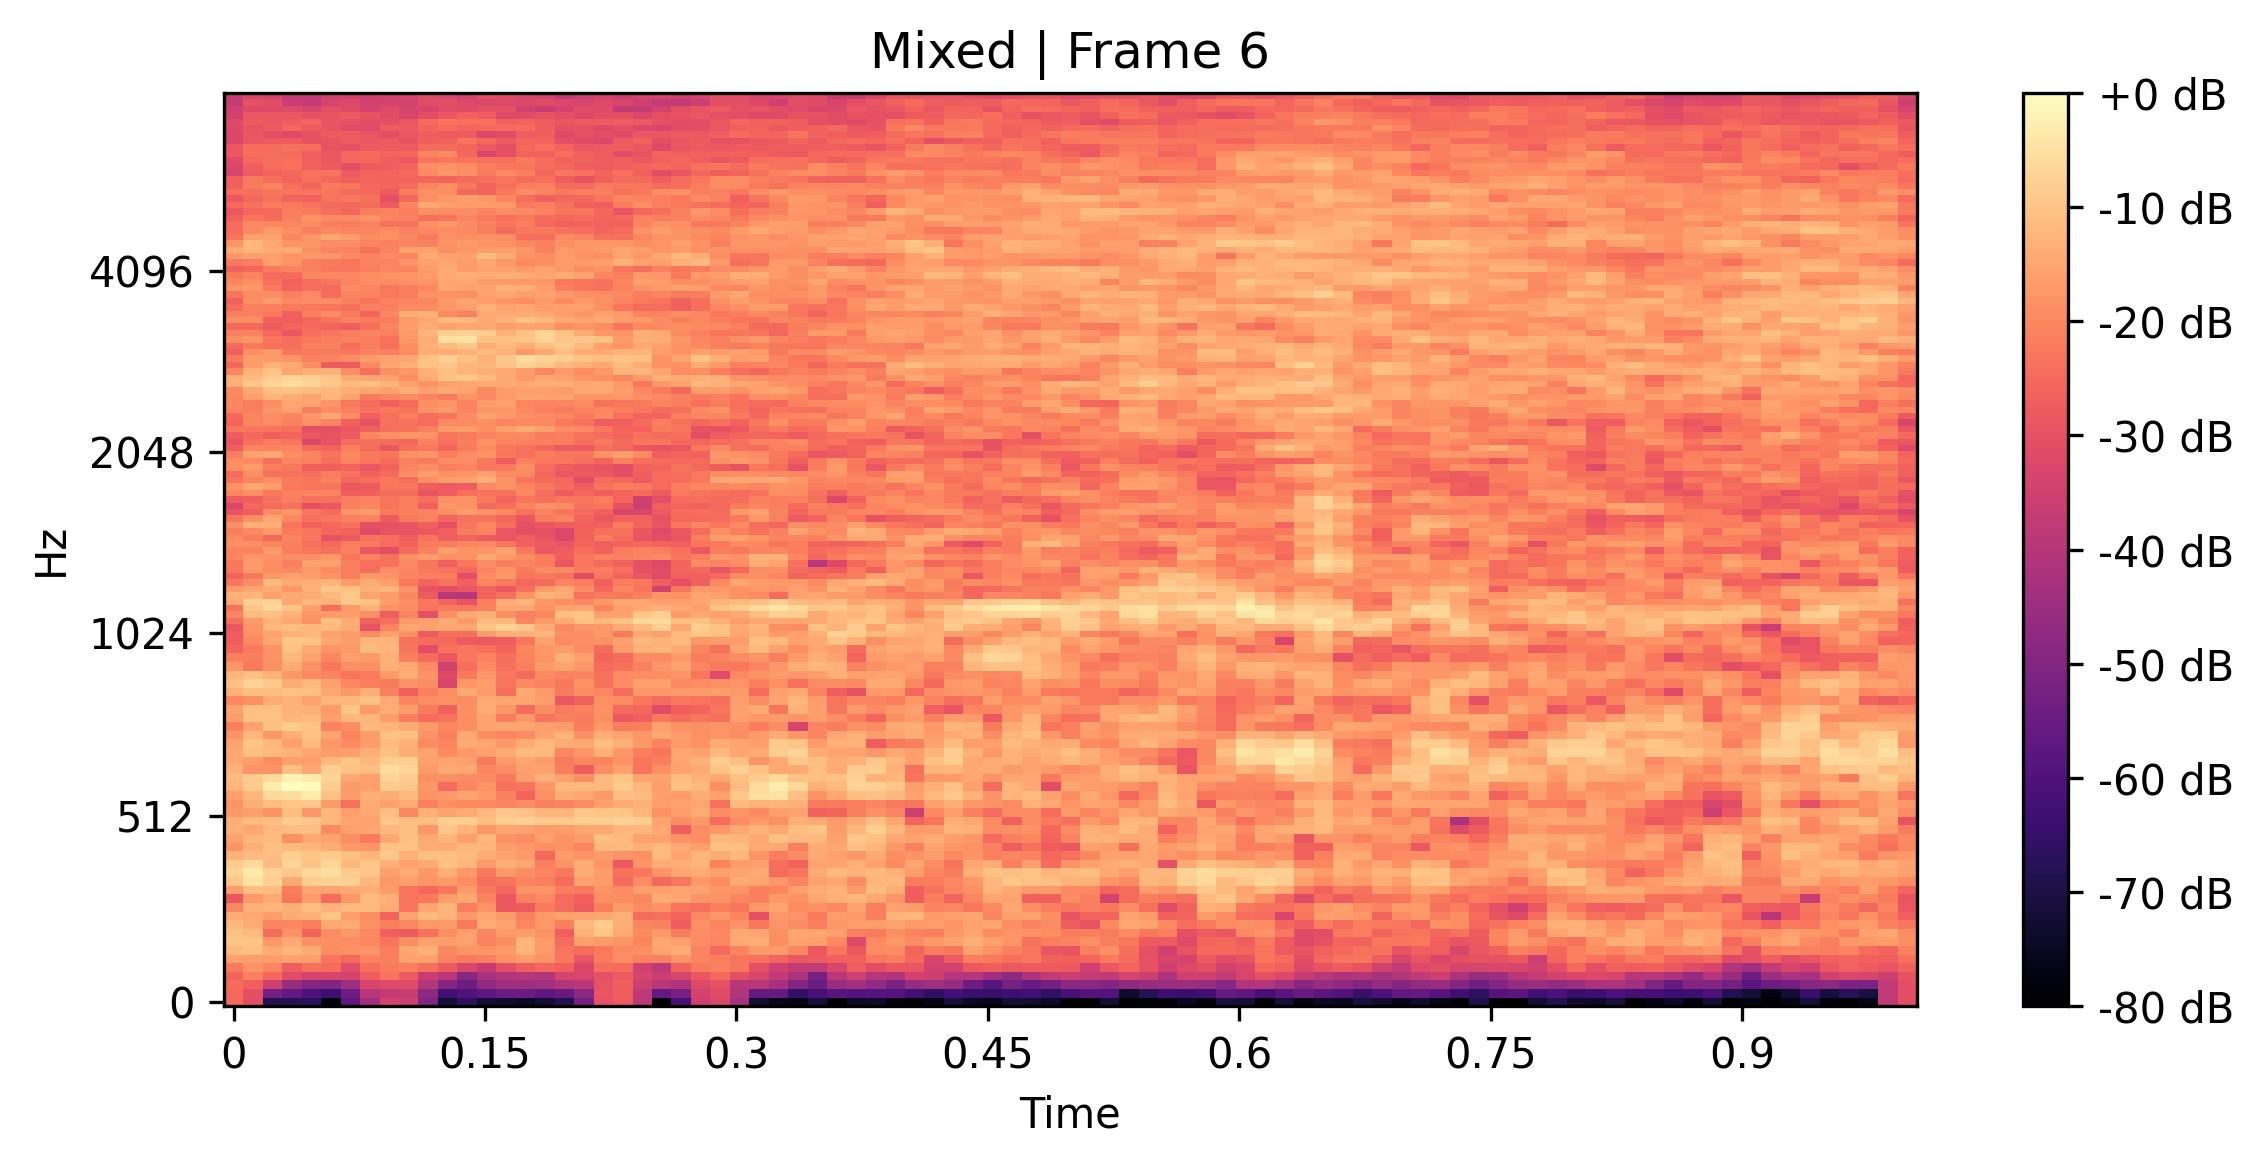 Mixed | Frame 6
+0 dB
-10 dB
-20 dB
-30 dB
-40 dB
-50 dB
-60 dB
-70 dB
-80 dB
Hz
4096
2048
1024
512
0
0 0.15 0.3 0.45 0.6 0.75 0.9
Time